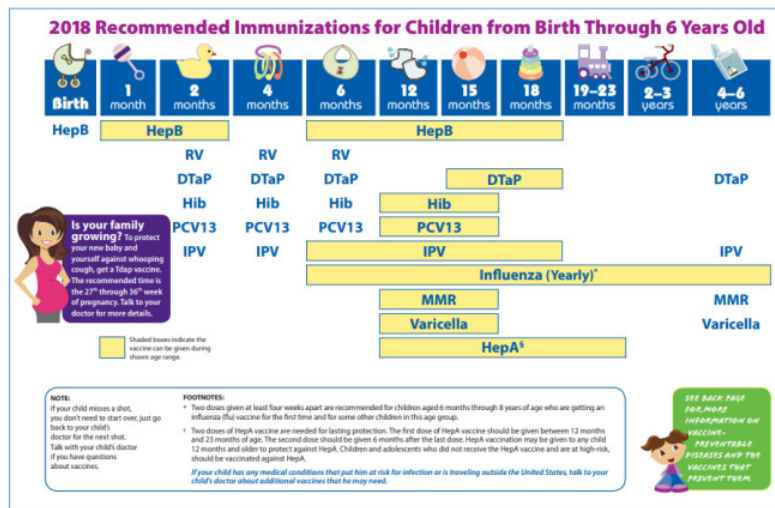 2018 Recommended Immunizations for Children from Birth Through 6 Years Old
Birth
1 month
2 months
4 months
6 months
12 months
15 months
18 months
19–23 months
2–3 years
4–6 years
HepB HepB HepB
RV RV RV
DTaP DTaP DTaP DTaP DTaP
Hib Hib Hib Hib
PCV13 PCV13 PCV13 PCV13
IPV IPV IPV IPV
Influenza (Yearly)*
MMR MMR
Varicella Varicella
HepA§
Is your family
growing? To protect
your new baby and
yourself against whooping
cough, get a Tdap vaccine.
The recommended time is
the 27th through 36th week
of pregnancy. Talk to your
doctor for more details.
Shaded boxes indicate the
vaccine can be given during
shown age range.
NOTE:
If your child misses a shot,
you don't need to start over, just go
back to your child's
doctor for the next shot.
Talk with your child's doctor
if you have questions
about vaccines.
FOOTNOTES:
* Two doses given at least four weeks apart are recommended for children aged 6 months through 8 years of age who are getting an
influenza (flu) vaccine for the first time and for some other children in this age group.
§ Two doses of HepA vaccine are needed for lasting protection. The first dose of HepA vaccine should be given between 12 months
and 23 months of age. The second dose should be given 6 months after the last dose. HepA vaccination may be given to any child
12 months and older to protect against HepA. Children and adolescents who did not receive the HepA vaccine and are at high-risk,
should be vaccinated against HepA.
If your child has any medical conditions that put him at risk for infection or is traveling outside the United States, talk to your
child's doctor about additional vaccines that he may need.
SEE BACK PAGE
FOR MORE
INFORMATION ON
VACCINE-
PREVENTABLE
DISEASES AND THE
VACCINES THAT
PREVENT THEM.